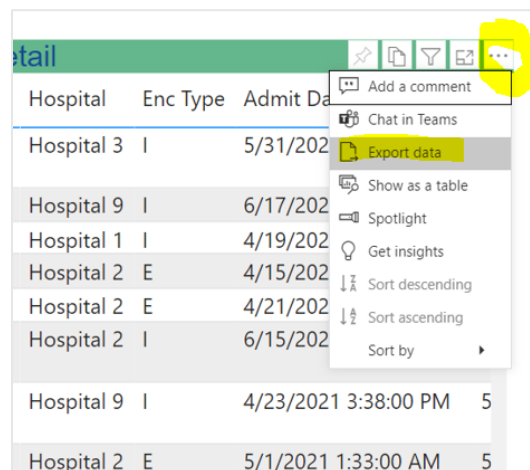 etail
Hospital Enc Type Admit Da
Add a comment
Chat in Teams
Hospital 3 I 5/31/202
Export data
Show as a table
Hospital 9 I 6/17/202
Spotlight
Hospital 1 I 4/19/202
Get insights
Hospital 2 E 4/15/202
Sort descending
Hospital 2 E 4/21/202
Sort ascending
Hospital 2 I 6/15/202
Sort by
Hospital 9 I 4/23/2021 3:38:00 PM 5
Hospital 2 E 5/1/2021 1:33:00 AM 5